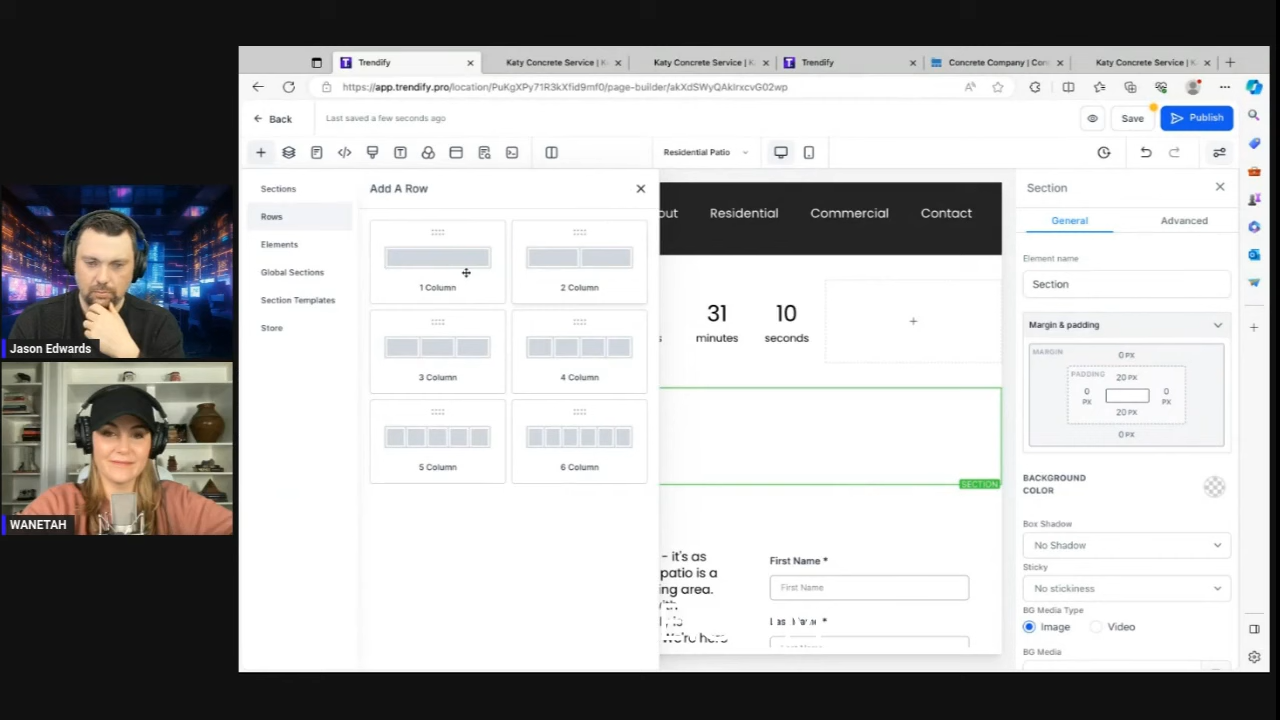 Trendify
Katy Concrete Service | K
Katy Concrete Service | K
Trendify
Concrete Company | Con
Katy Concrete Service | K
https://app.trendify.pro/location/PuKgXPy71R3kXfid9mf0/page-builder/akXdSWyQAkIrxcvG02wp
Back
Last saved a few seconds ago
Save
Publish
Residential Patio
Sections
Rows
Elements
Global Sections
Section Templates
Store
Add A Row
1 Column
2 Column
3 Column
4 Column
5 Column
6 Column
out
Residential
Commercial
Contact
s
31
minutes
10
seconds
SECTION
- it's as
patio is a
ing area.
We're here
First Name *
First Name
Section
General
Advanced
Element name
Section
Margin & padding
MARGIN
0 PX
PADDING
20 PX
0
PX
0
PX
20 PX
0 PX
BACKGROUND
COLOR
Box Shadow
No Shadow
Sticky
No stickiness
BG Media Type
Image
Video
BG Media
Jason Edwards
WANETAH